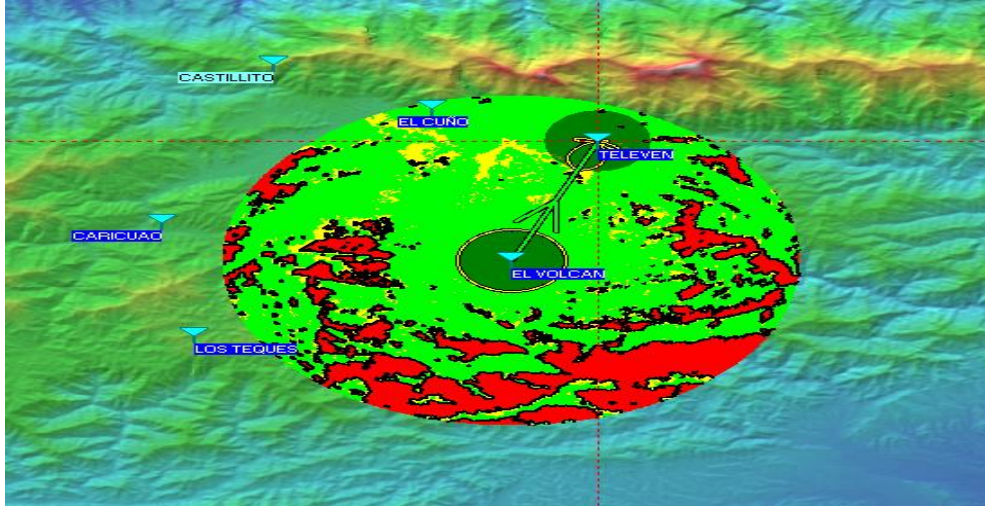 CASTILLITO
EL CUÑO
TELEVEN
CARICUAO
EL VOLCAN
LOS TEQUES